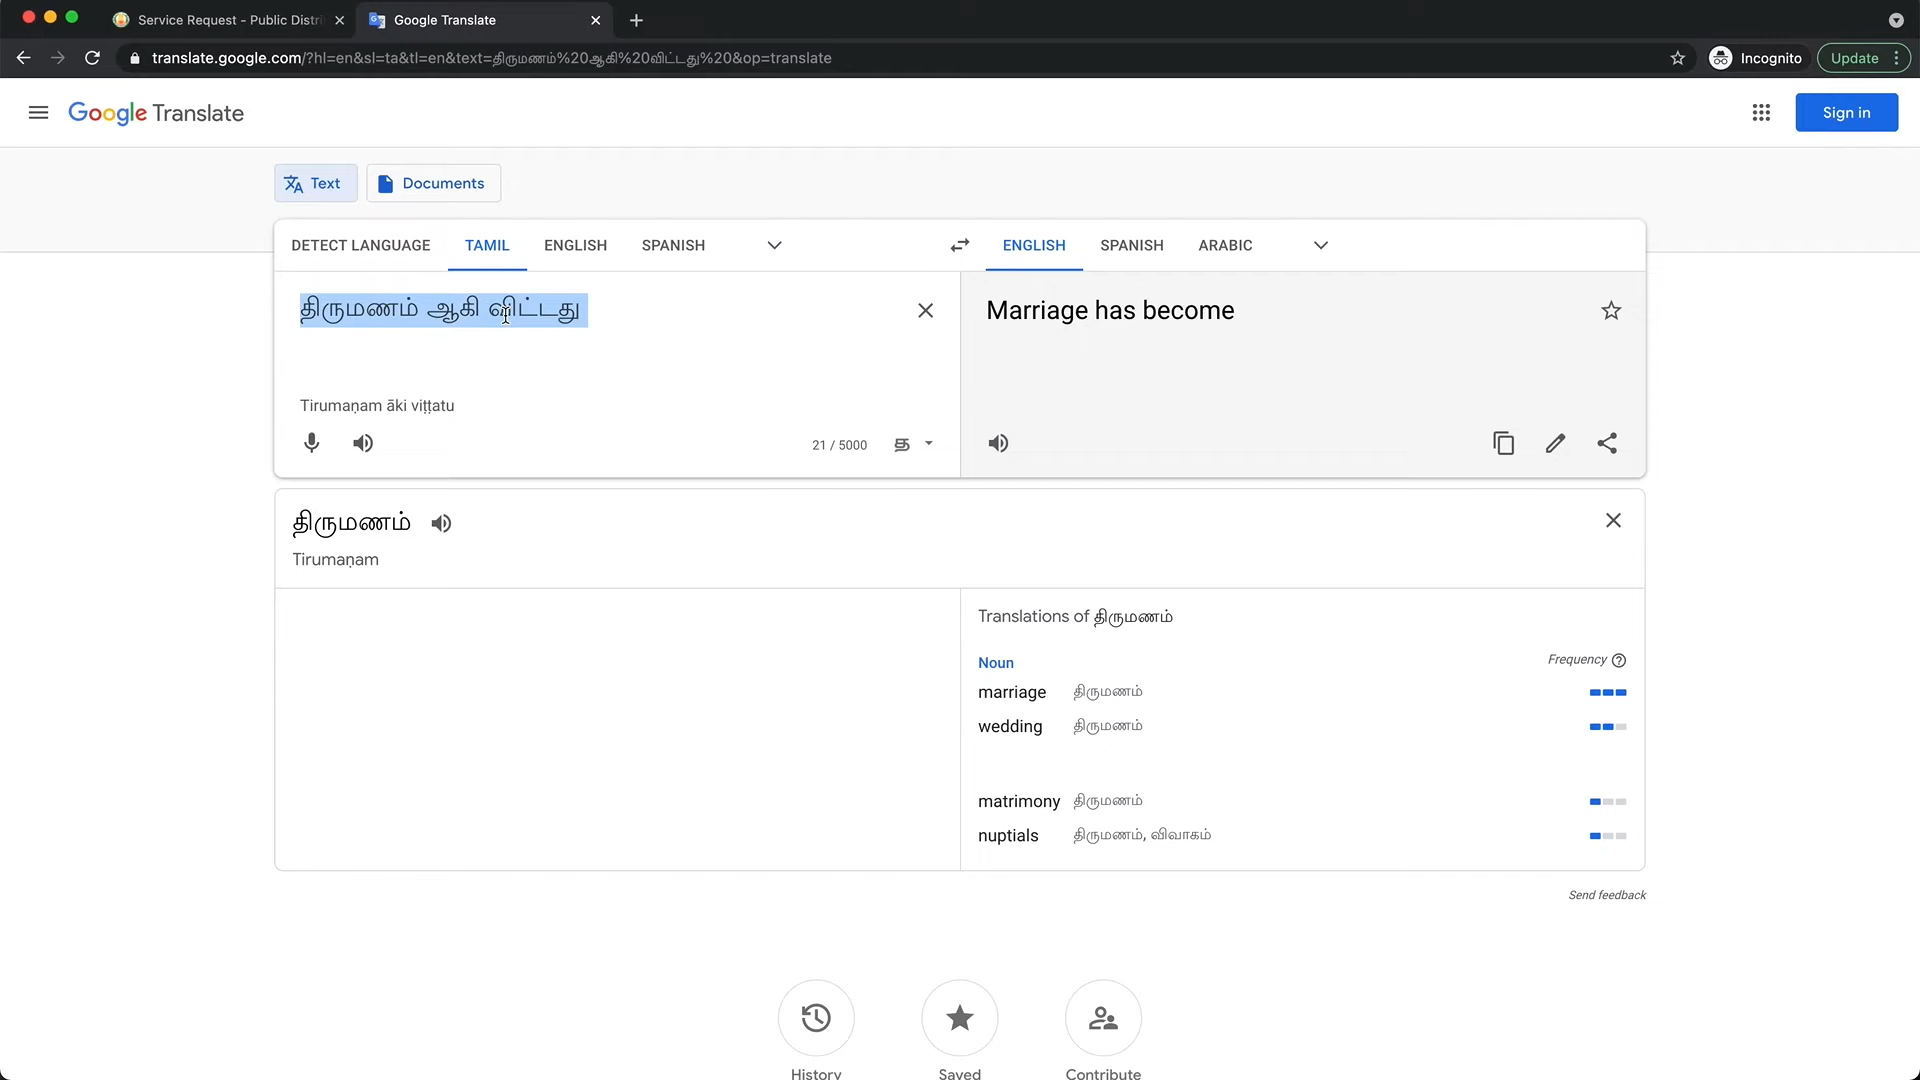 Service Request - Public Distri
Google Translate
translate.google.com/?hl=en&sl=ta&tl=en&text=திருமணம்%20ஆகி%20விட்டது%20&op=translate
Incognito
Update
Google Translate
Sign in
Text
Documents
DETECT LANGUAGE
TAMIL
ENGLISH
SPANISH
ENGLISH
SPANISH
ARABIC
திருமணம் ஆகி விட்டது
Marriage has become
Tirumaṇam āki viṭṭatu
21 / 5000
த
திருமணம்
Tirumaṇam
Translations of திருமணம்
Noun
Frequency
marriage திருமணம்
wedding திருமணம்
matrimony திருமணம்
nuptials திருமணம், விவாகம்
Send feedback
History
Saved
Contribute